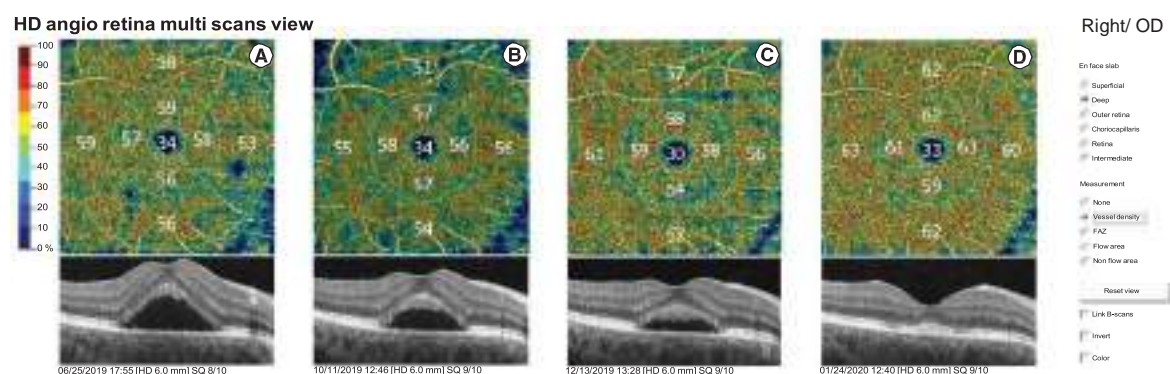 HD angio retina multi scans view
Right/ OD
A
B
C
D
100
90
80
70
60
50
40
30
20
10
0 %
58
59
59 57 34 58 53
56
56
51
57
55 58 34 56 56
57
54
57
58
61 59 30 58 56
54
62
63 61 33 63 60
59
62
En face slab
Superficial
Deep
Outer retina
Choriocapillaris
Retina
Intermediate
Measurement
None
Vessel density
FAZ
Flow area
Non flow area
Reset view
Link B-scans
Invert
Color
06/25/2019 17:55 [HD 6.0 mm] SQ 8/10
10/11/2019 12:46 [HD 6.0 mm] SQ 9/10
12/13/2019 13:28 [HD 6.0 mm] SQ 9/10
01/24/2020 12:40 [HD 6.0 mm] SQ 9/10